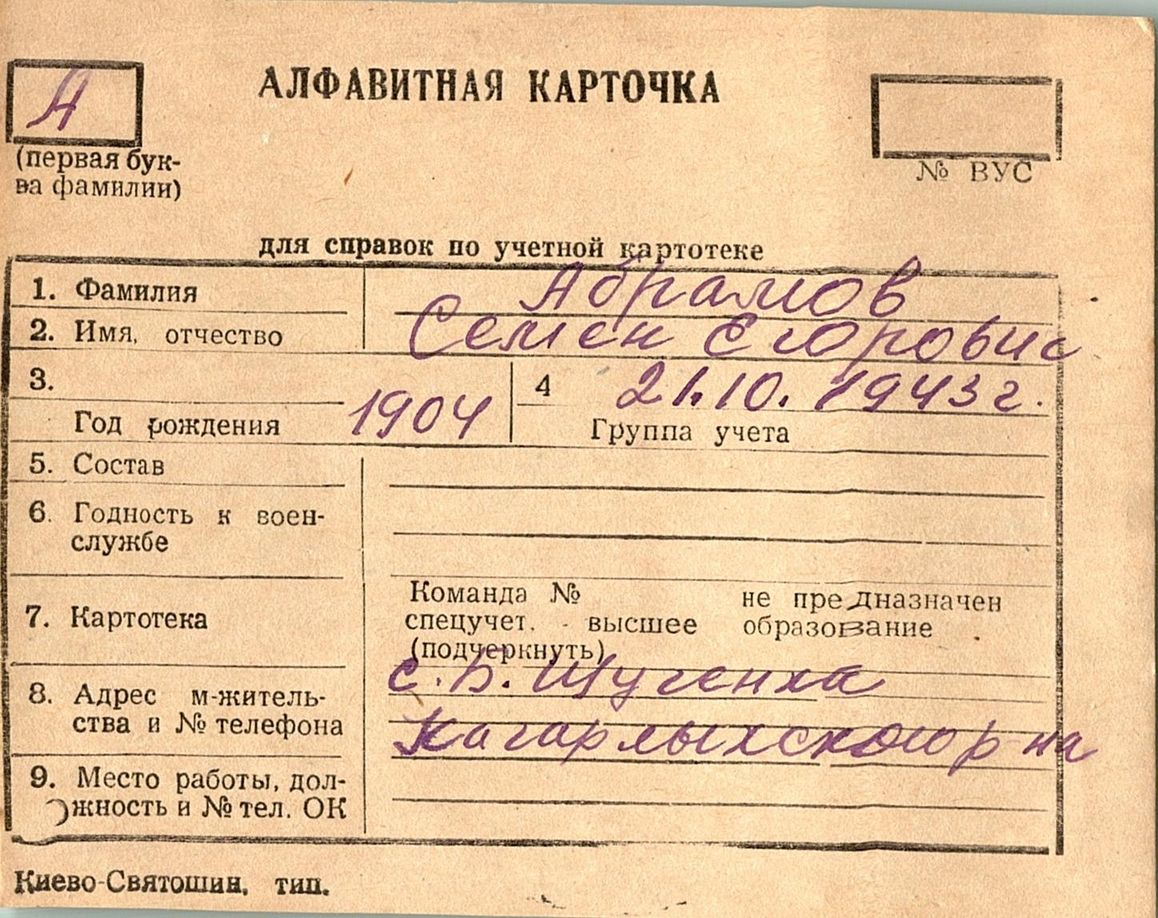 А
АЛФАВИТНАЯ КАРТОЧКА
(первая бук-
ва фамилии)
№ ВУС
для справок по учетной картотеке
1. Фамилия Абрамов
2. Имя, отчество Семен Егорович
3. 4 21.10.1943 г.
Год рождения 1904 Группа учета
5. Состав
6. Годность к воен-
службе
Команда № не предназначен
7. Картотека спецучет. - высшее образование
(подчеркнуть)
8. Адрес м-житель- с. Б. Щученка
ства и № телефона Кагарлыкского р-на
9. Место работы, дол-
жность и № тел. ОК
Киево-Святошин. тип.